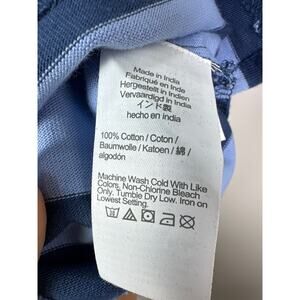 Made in India
Fabriqué en Inde
Hergestellt in Indien
Vervaardigd in India
インド製
hecho en india
100% Cotton / Coton /
Baumwolle / Katoen / 綿 /
algodón
Machine Wash Cold With Like
Colors, Non-Chlorine Bleach
Only. Tumble Dry Low. Iron on
Lowest Setting.